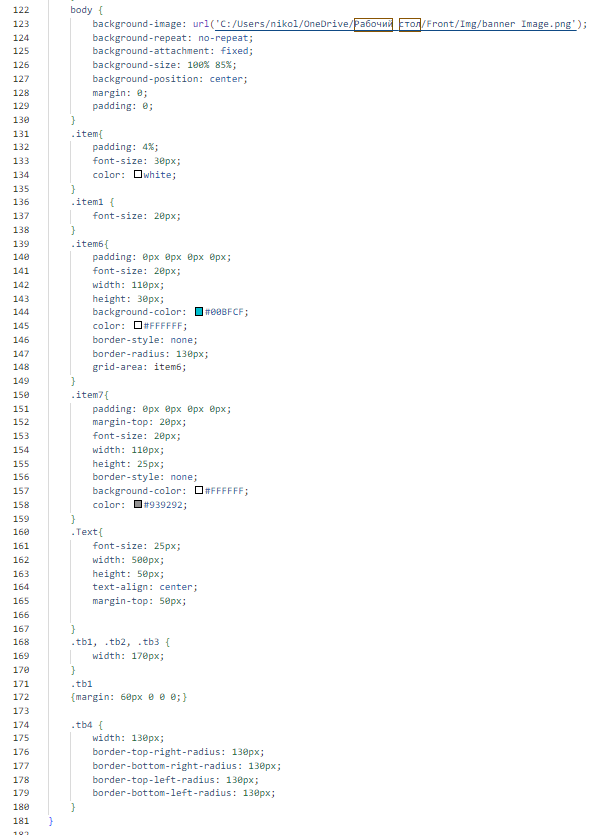 122 body {
123 background-image: url('C:/Users/nikol/OneDrive/Рабочий стол/Front/Img/banner Image.png');
124 background-repeat: no-repeat;
125 background-attachment: fixed;
126 background-size: 100% 85%;
127 background-position: center;
128 margin: 0;
129 padding: 0;
130 }
131 .item{
132 padding: 4%;
133 font-size: 30px;
134 color: white;
135 }
136 .item1 {
137 font-size: 20px;
138 }
139 .item6{
140 padding: 0px 0px 0px 0px;
141 font-size: 20px;
142 width: 110px;
143 height: 30px;
144 background-color: #00BFCF;
145 color: #FFFFFF;
146 border-style: none;
147 border-radius: 130px;
148 grid-area: item6;
149 }
150 .item7{
151 padding: 0px 0px 0px 0px;
152 margin-top: 20px;
153 font-size: 20px;
154 width: 110px;
155 height: 25px;
156 border-style: none;
157 background-color: #FFFFFF;
158 color: #939292;
159 }
160 .Text{
161 font-size: 25px;
162 width: 500px;
163 height: 50px;
164 text-align: center;
165 margin-top: 50px;
166
167 }
168 .tb1, .tb2, .tb3 {
169 width: 170px;
170 }
171 .tb1
172 {margin: 60px 0 0 0;}
173
174 .tb4 {
175 width: 130px;
176 border-top-right-radius: 130px;
177 border-bottom-right-radius: 130px;
178 border-top-left-radius: 130px;
179 border-bottom-left-radius: 130px;
180 }
181 }
182